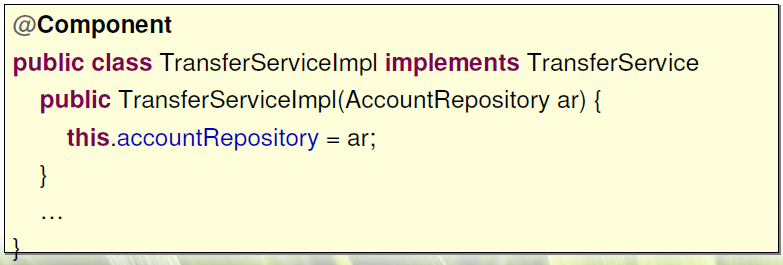 @Component
public class TransferServiceImpl implements TransferService
public TransferServiceImpl(AccountRepository ar) {
this.accountRepository = ar;
}
…
}